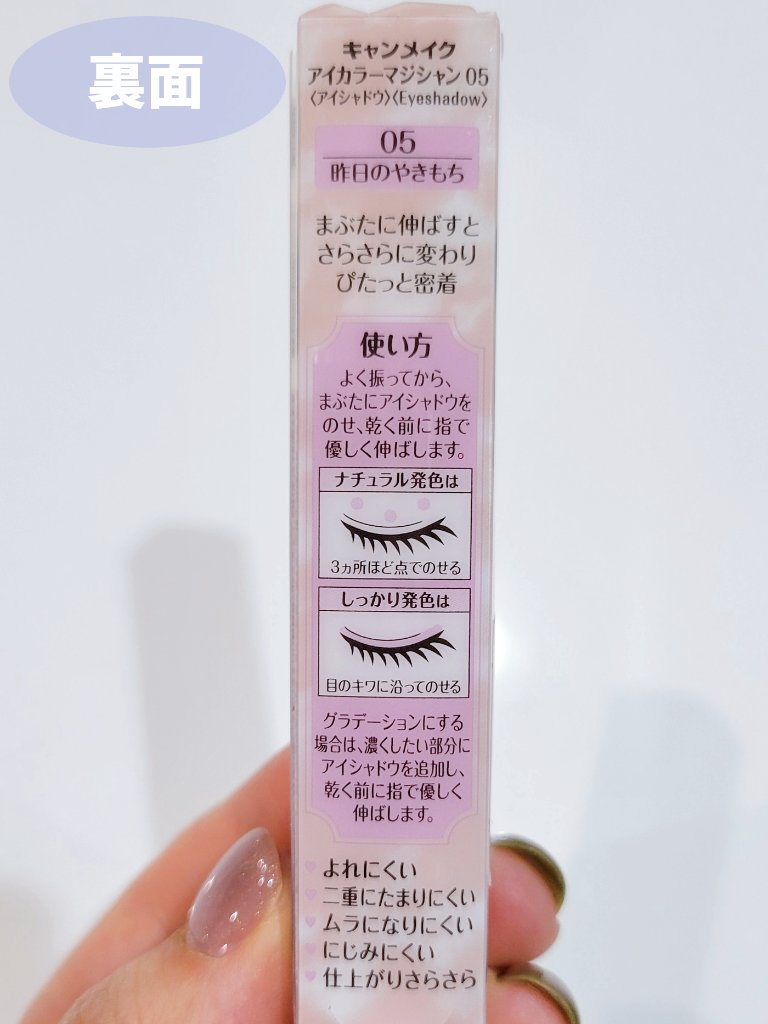 裏面
キャンメイク
アイカラーマジシャン 05
〈アイシャドウ〉〈Eyeshadow〉
05
昨日のやきもち
まぶたに伸ばすと
さらさらに変わり
ぴたっと密着
使い方
よく振ってから、
まぶたにアイシャドウを
のせ、乾く前に指で
優しく伸ばします。
ナチュラル発色は
3ヵ所ほど点でのせる
しっかり発色は
目のキワに沿ってのせる
グラデーションにする
場合は、濃くしたい部分に
アイシャドウを追加し、
乾く前に指で優しく
伸ばします。
よれにくい
二重にたまりにくい
ムラになりにくい
にじみにくい
仕上がりさらさら